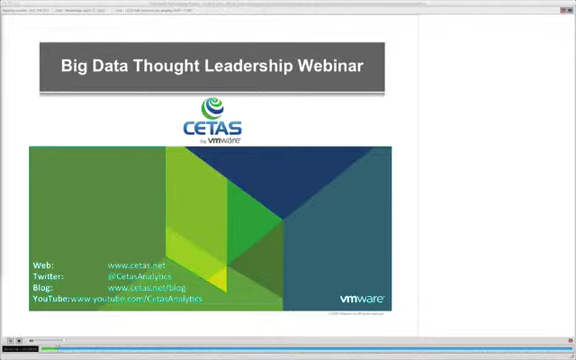 Big Data Thought Leadership Webinar
CETAS
by vmware
Web: www.cetas.net
Twitter: @CetasAnalytics
Blog: www.cetas.net/blog
YouTube:www.youtube.com/CetasAnalytics
vmware